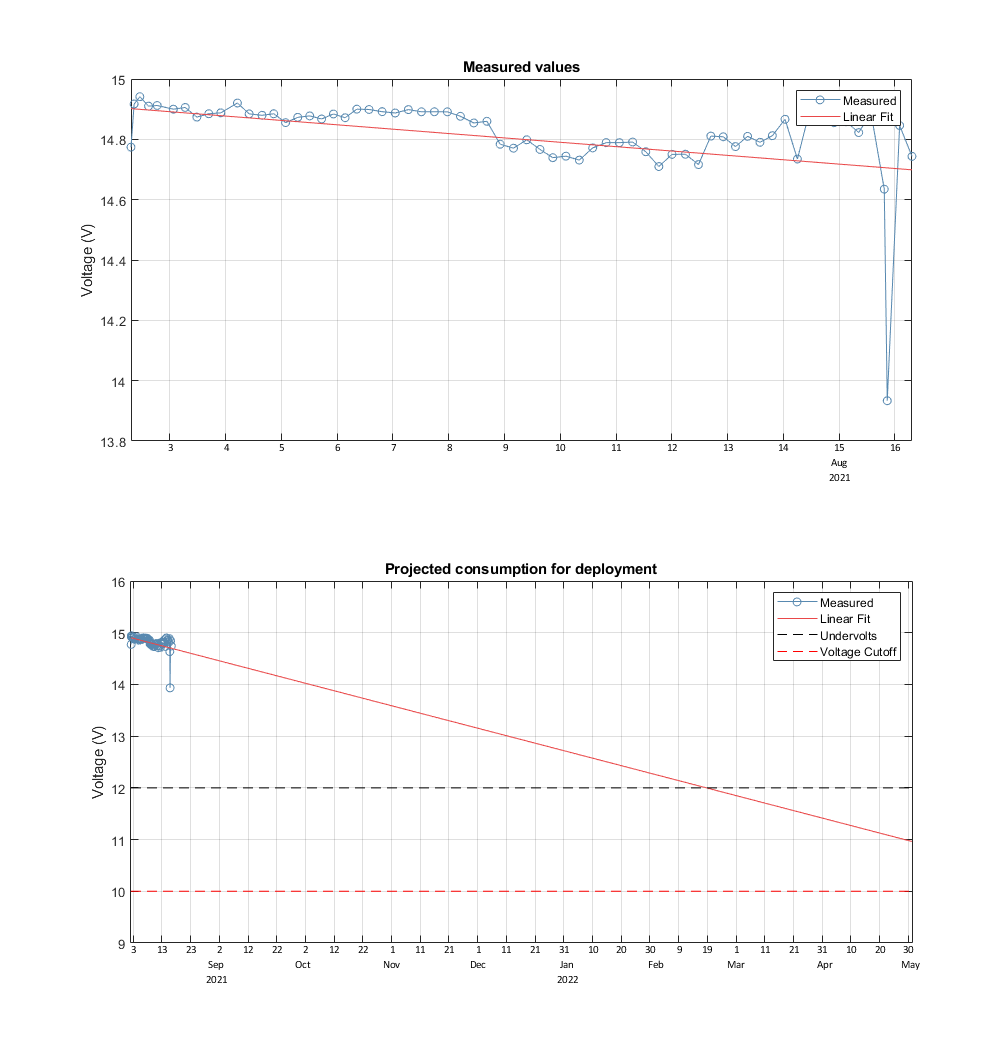 Measured values
15
14.8
14.6
14.4
14.2
14
13.8
Voltage (V)
Measured
Linear Fit
3 4 5 6 7 8 9 10 11 12 13 14 15 16
Aug
2021
Projected consumption for deployment
16
15
14
13
12
11
10
9
Voltage (V)
Measured
Linear Fit
Undervolts
Voltage Cutoff
3 13 23 2 12 22 2 12 22 1 11 21 1 11 21 31 10 20 30 9 19 1 11 21 31 10 20 30
Sep Oct Nov Dec Jan Feb Mar Apr May
2021 2022